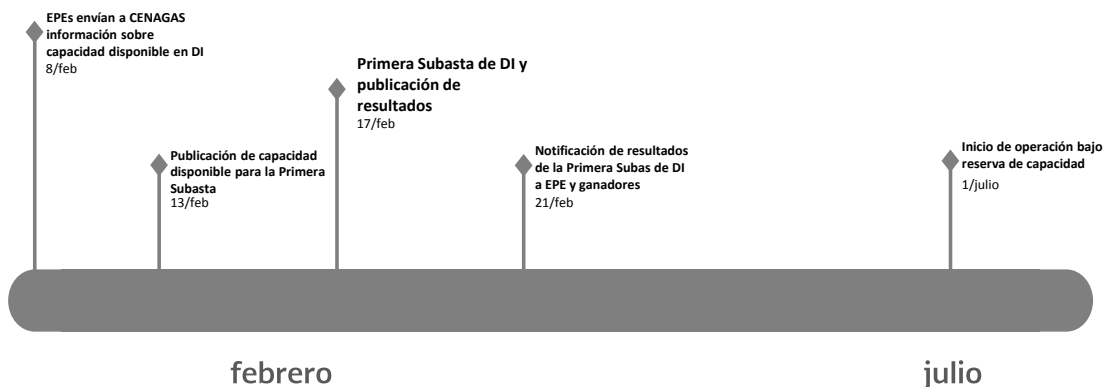 EPEs envían a CENAGAS
información sobre
capacidad disponible en DI
8/feb
Publicación de capacidad
disponible para la Primera
Subasta
13/feb
Primera Subasta de DI y
publicación de
resultados
17/feb
Notificación de resultados
de la Primera Subas de DI
a EPE y ganadores
21/feb
Inicio de operación bajo
reserva de capacidad
1/julio
febrero
julio